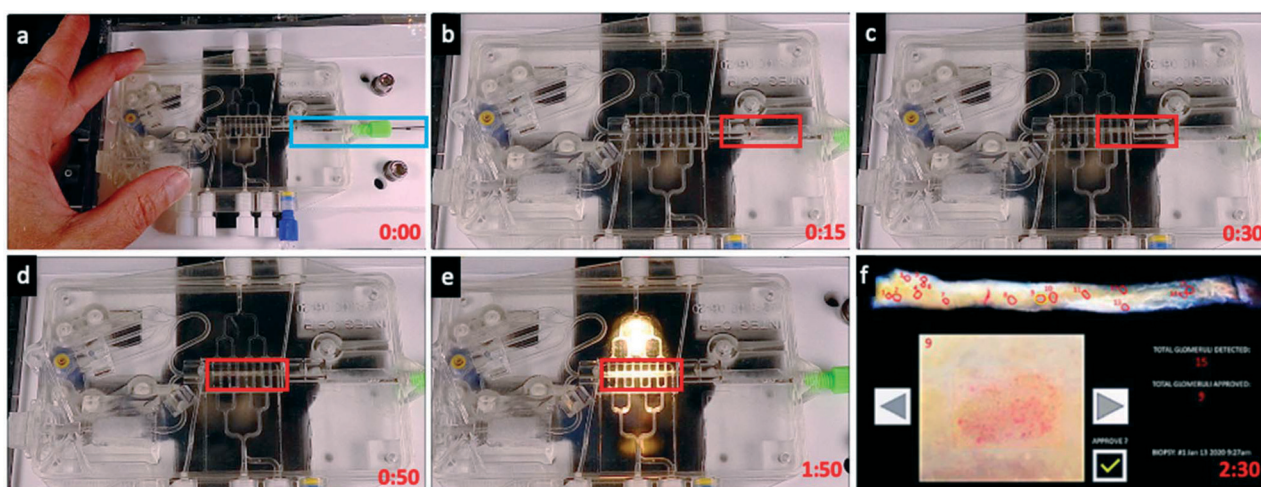 a
0:00
b
0:15
c
0:30
d
0:50
e
1:50
f
9
TOTAL GLOMERULI DETECTED:
15
TOTAL GLOMERULI APPROVED:
9
APPROVE ?
BIOPSY #1 Jan 13 2020 9:27am
2:30